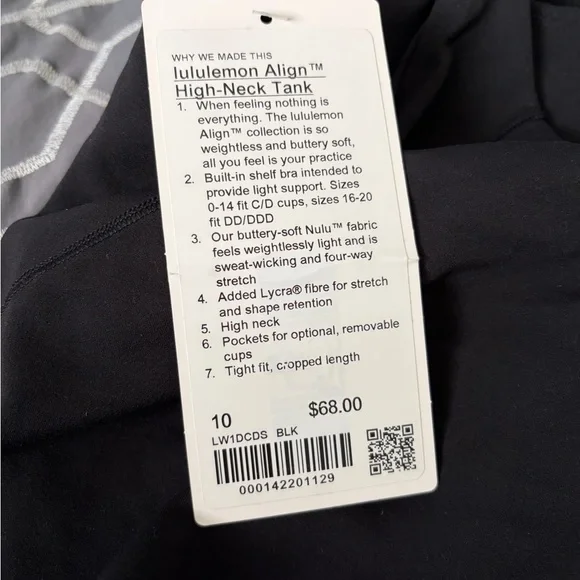 WHY WE MADE THIS
lululemon Align™
High-Neck Tank
1. When feeling nothing is
everything. The lululemon
Align™ collection is so
weightless and buttery soft,
all you feel is your practice
2. Built-in shelf bra intended to
provide light support. Sizes
0-14 fit C/D cups, sizes 16-20
fit DD/DDD
3. Our buttery-soft Nulu™ fabric
feels weightlessly light and is
sweat-wicking and four-way
stretch
4. Added Lycra® fibre for stretch
and shape retention
5. High neck
6. Pockets for optional, removable
cups
7. Tight fit, cropped length
10 $68.00
LW1DCDS BLK
000142201129